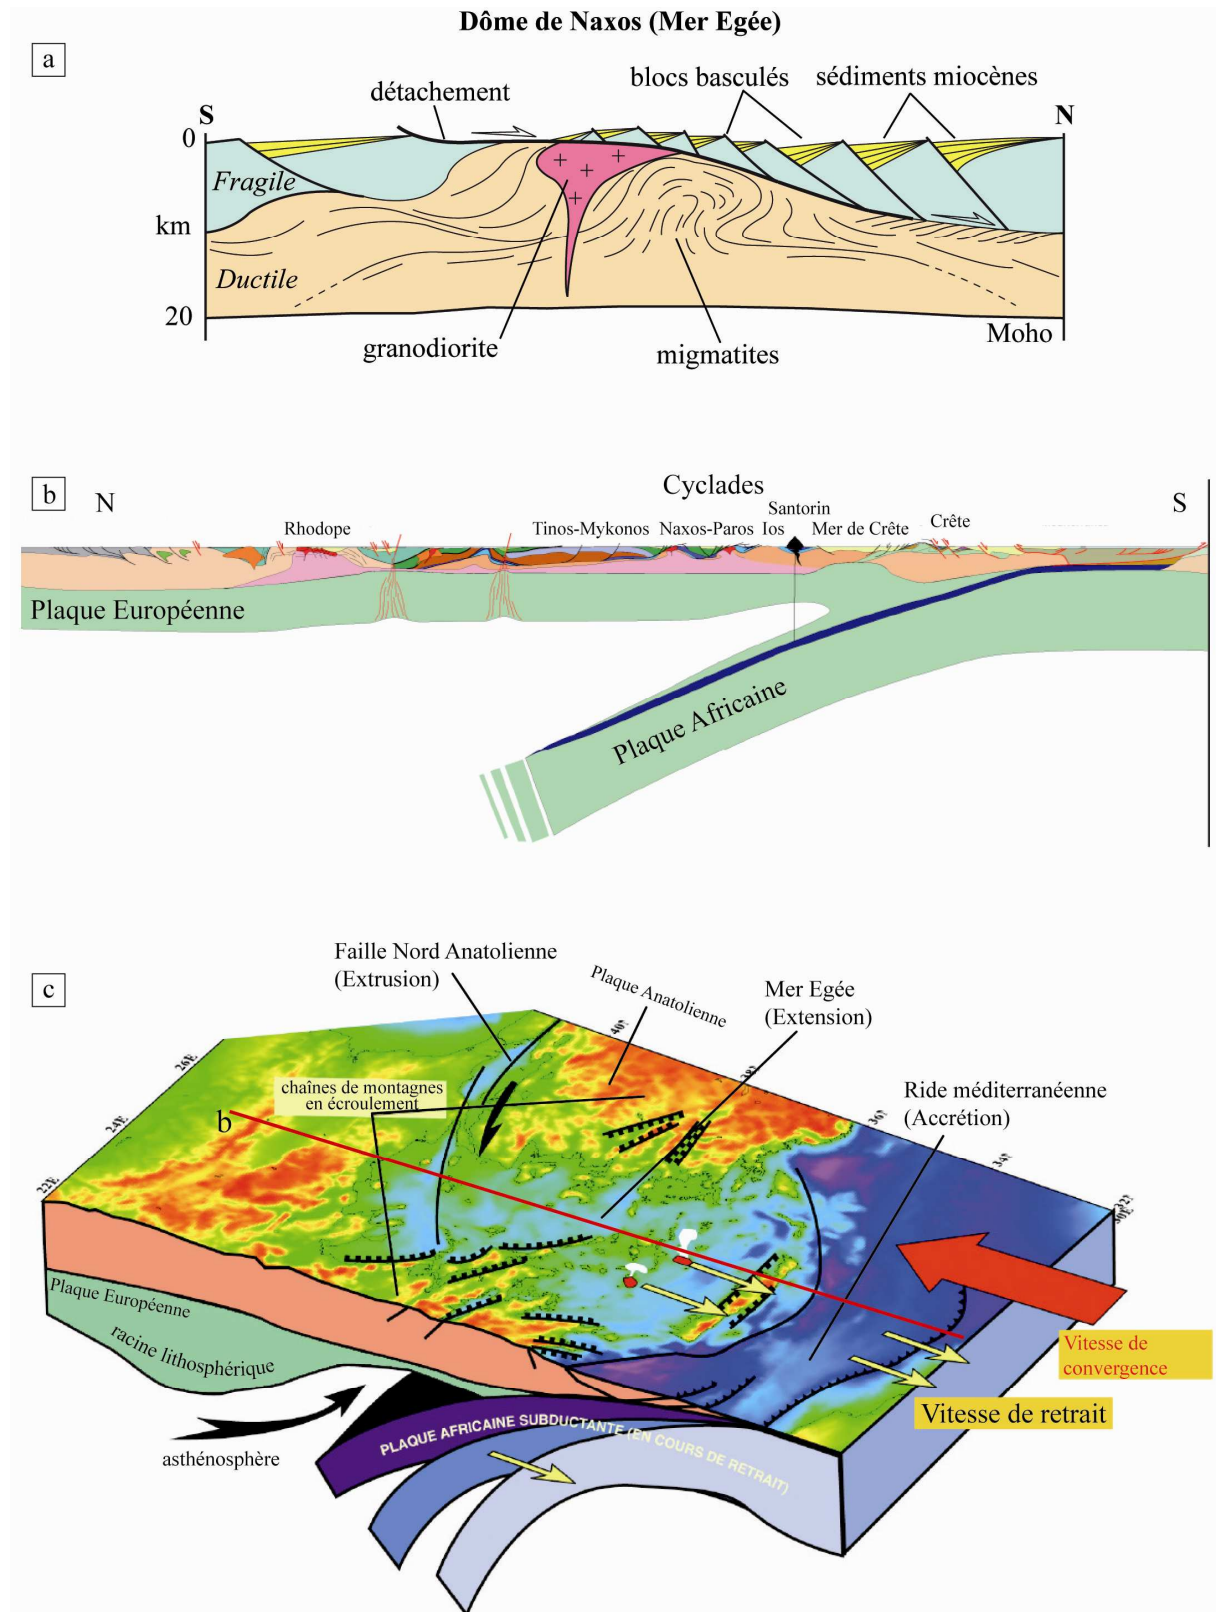 Dôme de Naxos (Mer Egée)
a
blocs basculés
sédiments miocènes
détachement
S
N
0
Fragile
km
Ductile
20
Moho
granodiorite
migmatites
b
N
Cyclades
S
Santorin
Rhodope
Tinos-Mykonos
Naxos-Paros
Ios
Mer de Crête
Crête
Plaque Européenne
Plaque Africaine
c
Faille Nord Anatolienne
(Extrusion)
Plaque Anatolienne
Mer Egée
(Extension)
Ride méditerranéenne
(Accrétion)
chaînes de montagnes
en écroulement
b
26E
24E
22E
Plaque Européenne
racine lithosphérique
asthénosphère
PLAQUE AFRICAINE SUBDUCTANTE (EN COURS DE RETRAIT)
Vitesse de
convergence
Vitesse de retrait